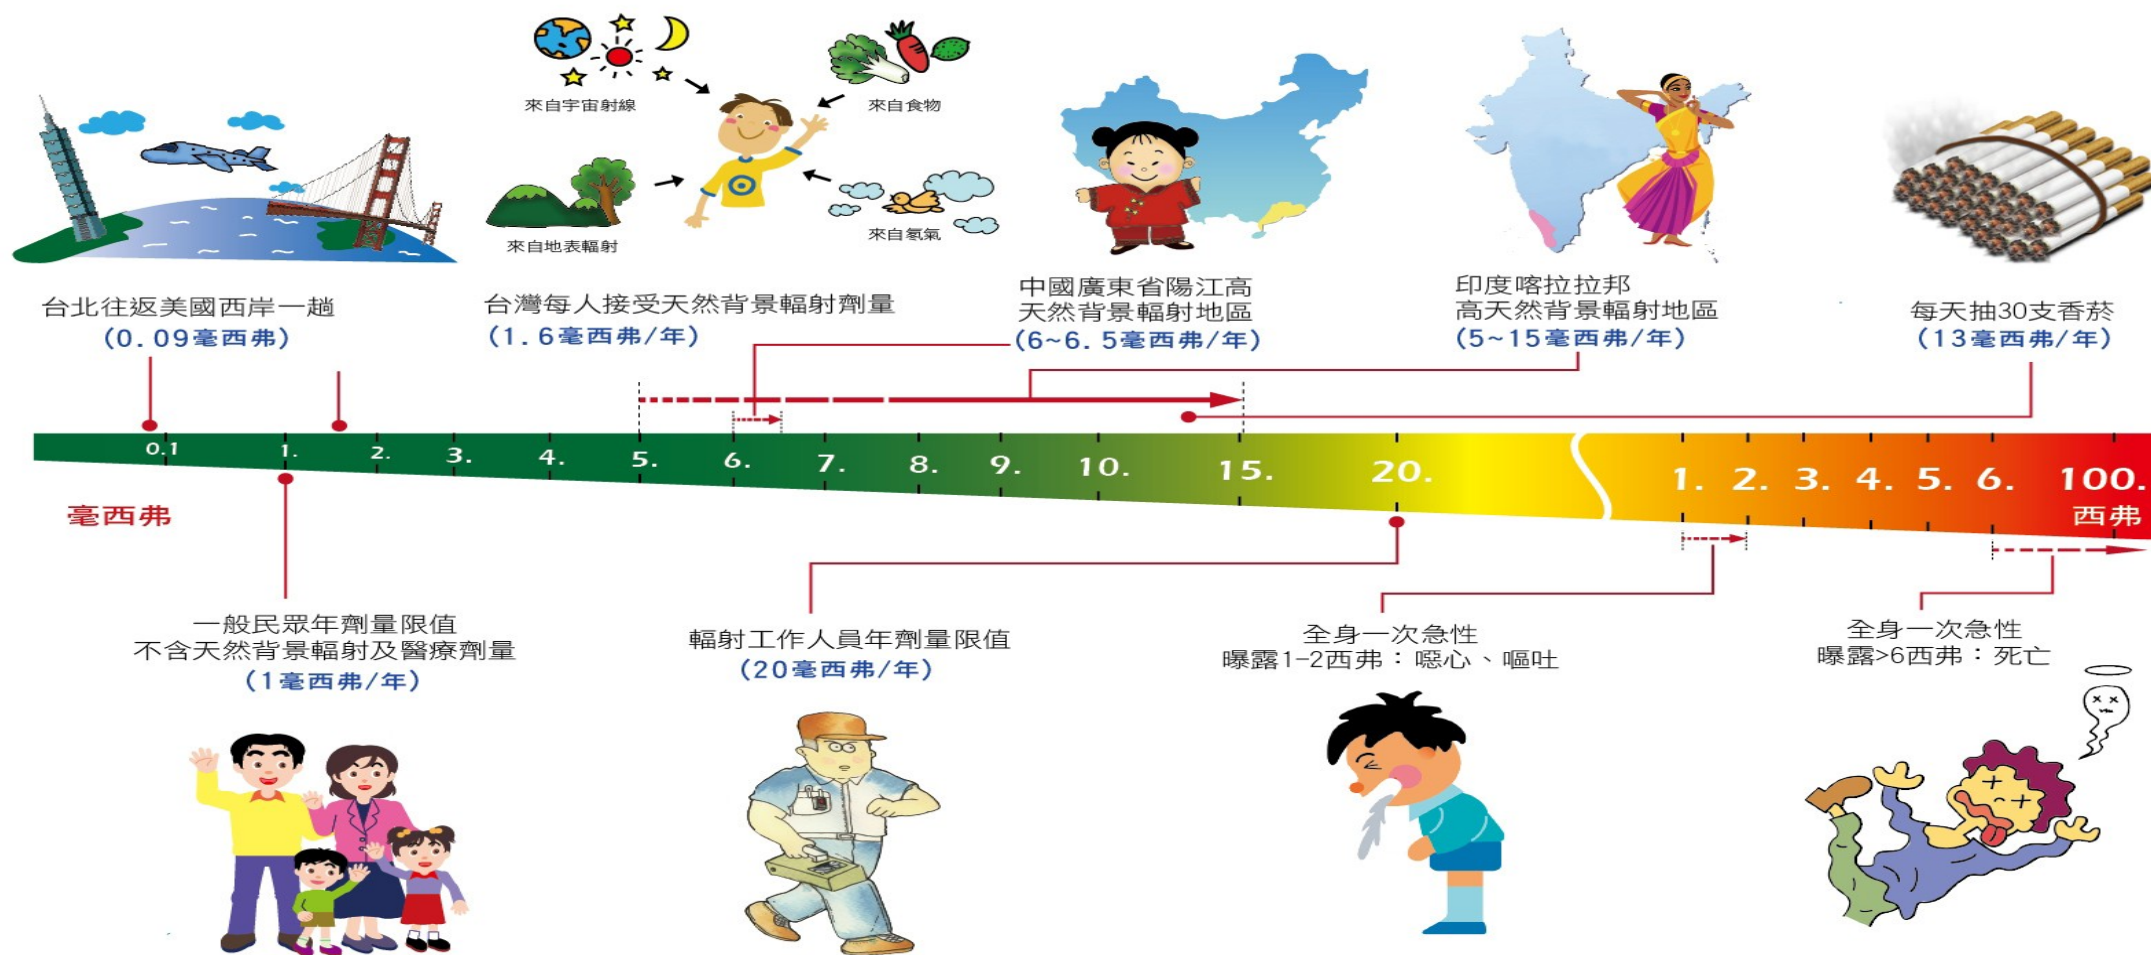 來自宇宙射線
來自食物
來自地表輻射
來自氡氣
台北往返美國西岸一趟
(0.09毫西弗)
台灣每人接受天然背景輻射劑量
(1.6毫西弗/年)
中國廣東省陽江高
天然背景輻射地區
(6~6.5毫西弗/年)
印度喀拉拉邦
高天然背景輻射地區
(5~15毫西弗/年)
每天抽30支香菸
(13毫西弗/年)
0.1 1. 2. 3. 4. 5. 6. 7. 8. 9. 10. 15. 20. 1. 2. 3. 4. 5. 6. 100.
毫西弗
西弗
一般民眾年劑量限值
不含天然背景輻射及醫療劑量
(1毫西弗/年)
輻射工作人員年劑量限值
(20毫西弗/年)
全身一次急性
曝露1-2西弗：噁心、嘔吐
全身一次急性
曝露>6西弗：死亡